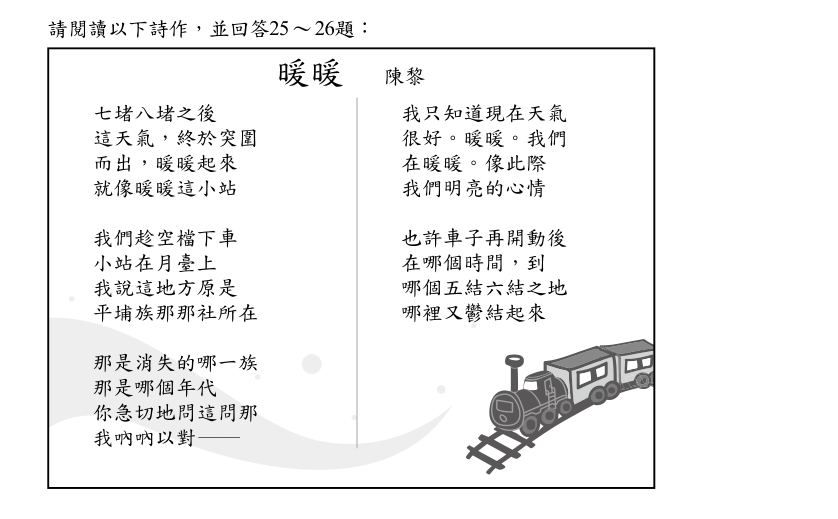 請閱讀以下詩作，並回答25～26題：
暖暖　陳黎
七堵八堵之後
這天氣，終於突圍
而出，暖暖起來
就像暖暖這小站
我們趁空檔下車
小站在月臺上
我說這地方原是
平埔族那那社所在
那是消失的哪一族
那是哪個年代
你急切地問這問那
我吶吶以對——
我只知道現在天氣
很好。暖暖。我們
在暖暖。像此際
我們明亮的心情
也許車子再開動後
在哪個時間，到
哪個五結六結之地
哪裡又鬱結起來